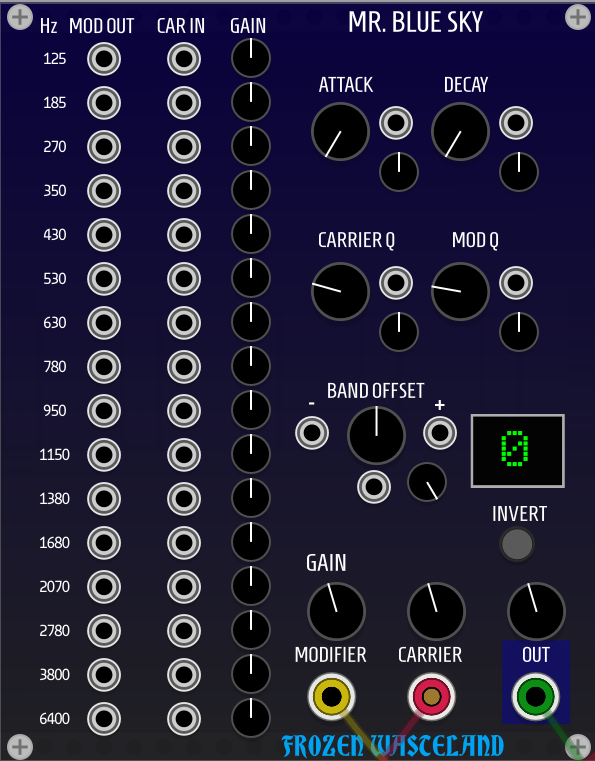 Hz MOD OUT CAR IN GAIN
125
185
270
350
430
530
630
780
950
1150
1380
1680
2070
2780
3800
6400
MR. BLUE SKY
ATTACK DECAY
CARRIER Q MOD Q
BAND OFFSET
- +
0
INVERT
GAIN
MODIFIER CARRIER OUT
FROZEN WASTELAND